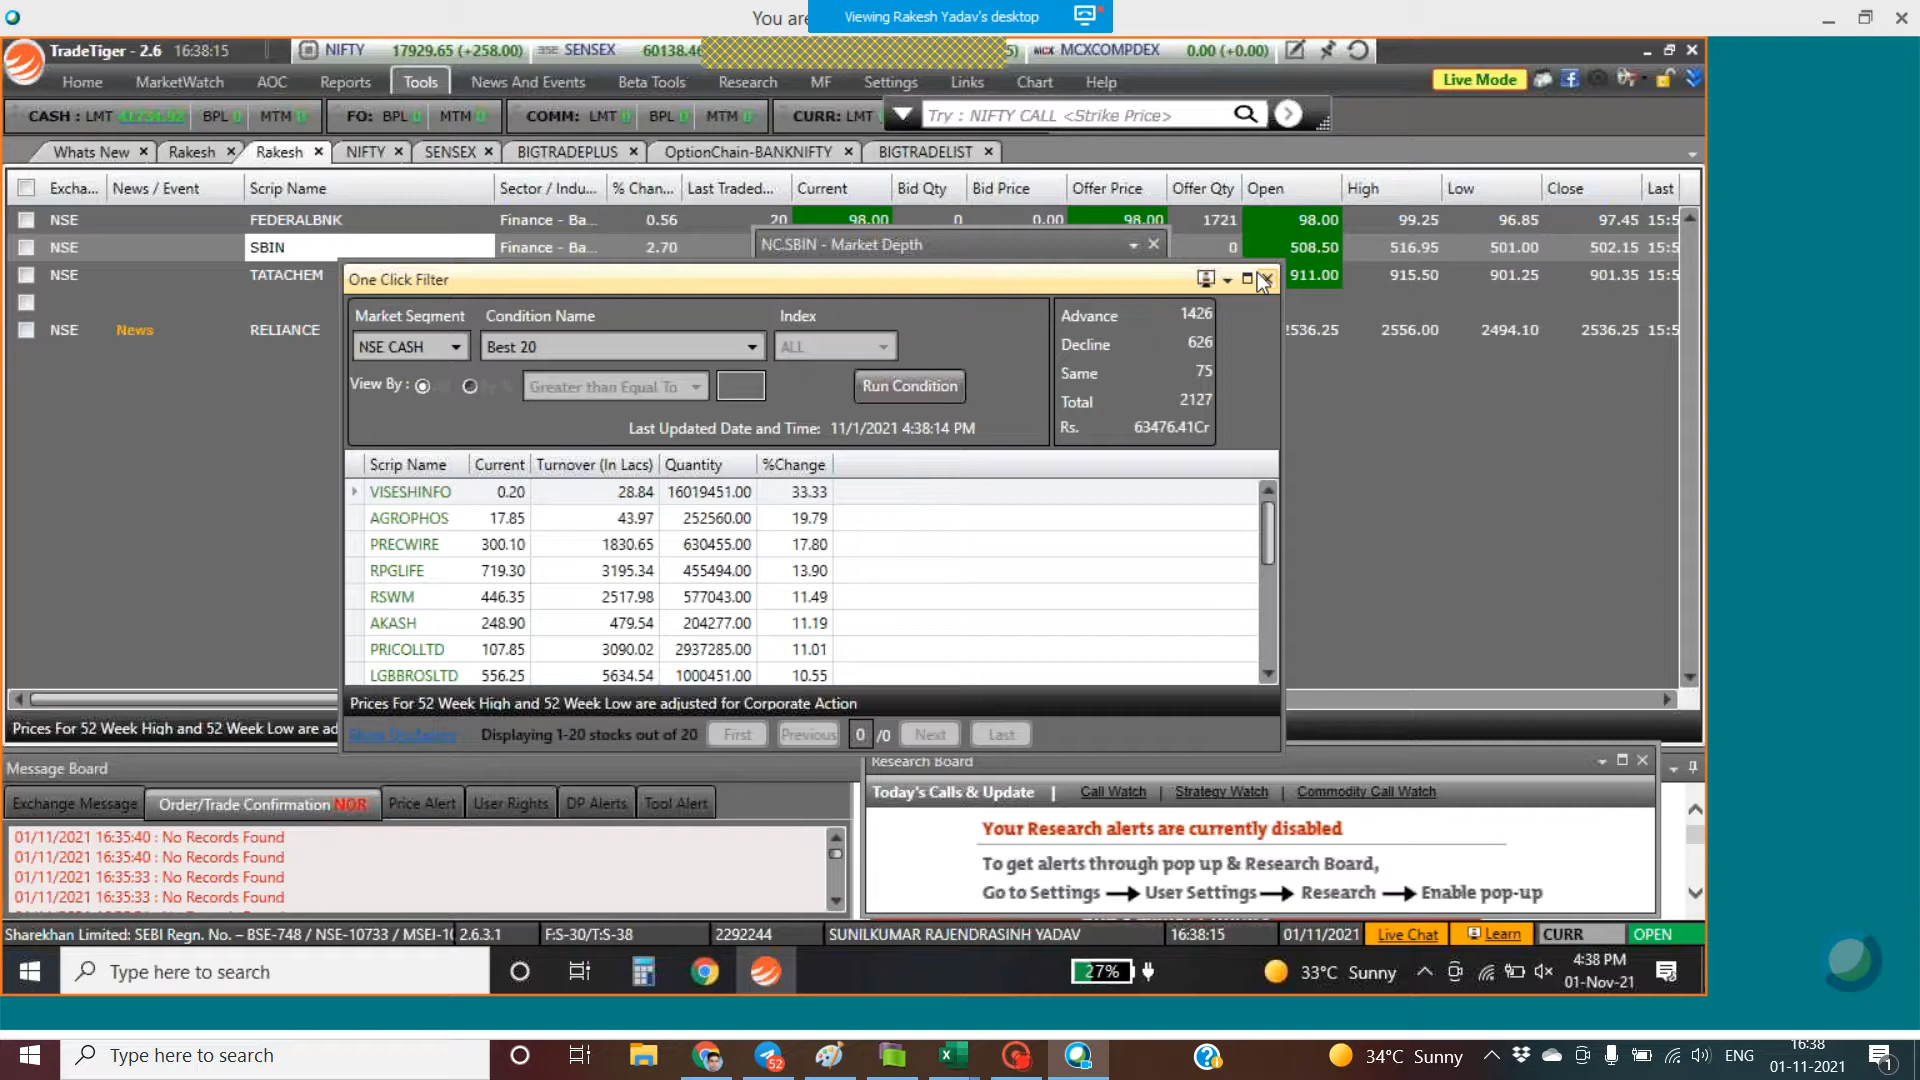 You are
Viewing Rakesh Yadav's desktop
TradeTiger - 2.6 16:38:15 NIFTY 17929.65 (+258.00) SENSEX 60138.46 MCXCOMPDEX 0.00 (+0.00)
Home MarketWatch AOC Reports Tools News And Events Beta Tools Research MF Settings Links Chart Help Live Mode
CASH : LMT BPL MTM FO: BPL MTM COMM: LMT BPL MTM CURR: LMT Try : NIFTY CALL <Strike Price>
Whats New Rakesh Rakesh NIFTY SENSEX BIGTRADEPLUS OptionChain-BANKNIFTY BIGTRADELIST
Excha... News / Event Scrip Name Sector / Indu... % Chan... Last Traded... Current Bid Qty Bid Price Offer Price Offer Qty Open High Low Close Last
NSE FEDERALBNK Finance - Ba... 0.56 20 98.00 0 0.00 98.00 1721 98.00 99.25 96.85 97.45 15:5
NSE SBIN Finance - Ba... 2.70 0 508.50 516.95 501.00 502.15 15:5
NC.SBIN - Market Depth
NSE TATACHEM 911.00 915.50 901.25 901.35 15:5
NSE News RELIANCE 2536.25 2556.00 2494.10 2536.25 15:5
One Click Filter
Market Segment Condition Name Index
NSE CASH Best 20 ALL
View By : Greater than Equal To Run Condition
Last Updated Date and Time: 11/1/2021 4:38:14 PM
Advance 1426
Decline 626
Same 75
Total 2127
Rs. 63476.41Cr
Scrip Name Current Turnover (In Lacs) Quantity %Change
VISESHINFO 0.20 28.84 16019451.00 33.33
AGROPHOS 17.85 43.97 252560.00 19.79
PRECWIRE 300.10 1830.65 630455.00 17.80
RPGLIFE 719.30 3195.34 455494.00 13.90
RSWM 446.35 2517.98 577043.00 11.49
AKASH 248.90 479.54 204277.00 11.19
PRICOLLTD 107.85 3090.02 2937285.00 11.01
LGBBROSLTD 556.25 5634.54 1000451.00 10.55
Prices For 52 Week High and 52 Week Low are adjusted for Corporate Action
Displaying 1-20 stocks out of 20 First Previous 0 /0 Next Last
Prices For 52 Week High and 52 Week Low are ad
Message Board
Exchange Message Order/Trade Confirmation NOR Price Alert User Rights DP Alerts Tool Alert
01/11/2021 16:35:40 : No Records Found
01/11/2021 16:35:40 : No Records Found
01/11/2021 16:35:33 : No Records Found
01/11/2021 16:35:33 : No Records Found
Research Board
Today's Calls & Update | Call Watch | Strategy Watch | Commodity Call Watch
Your Research alerts are currently disabled
To get alerts through pop up & Research Board,
Go to Settings User Settings Research Enable pop-up
Sharekhan Limited: SEBI Regn. No. – BSE-748 / NSE-10733 / MSEI-1( 2.6.3.1 F:S-30/T:S-38 2292244 SUNILKUMAR RAJENDRASINH YADAV 16:38:15 01/11/2021 Live Chat Learn CURR OPEN
Type here to search 27% 33°C Sunny 4:38 PM
01-Nov-21
Type here to search 52 34°C Sunny ENG 16:38
01-11-2021 1